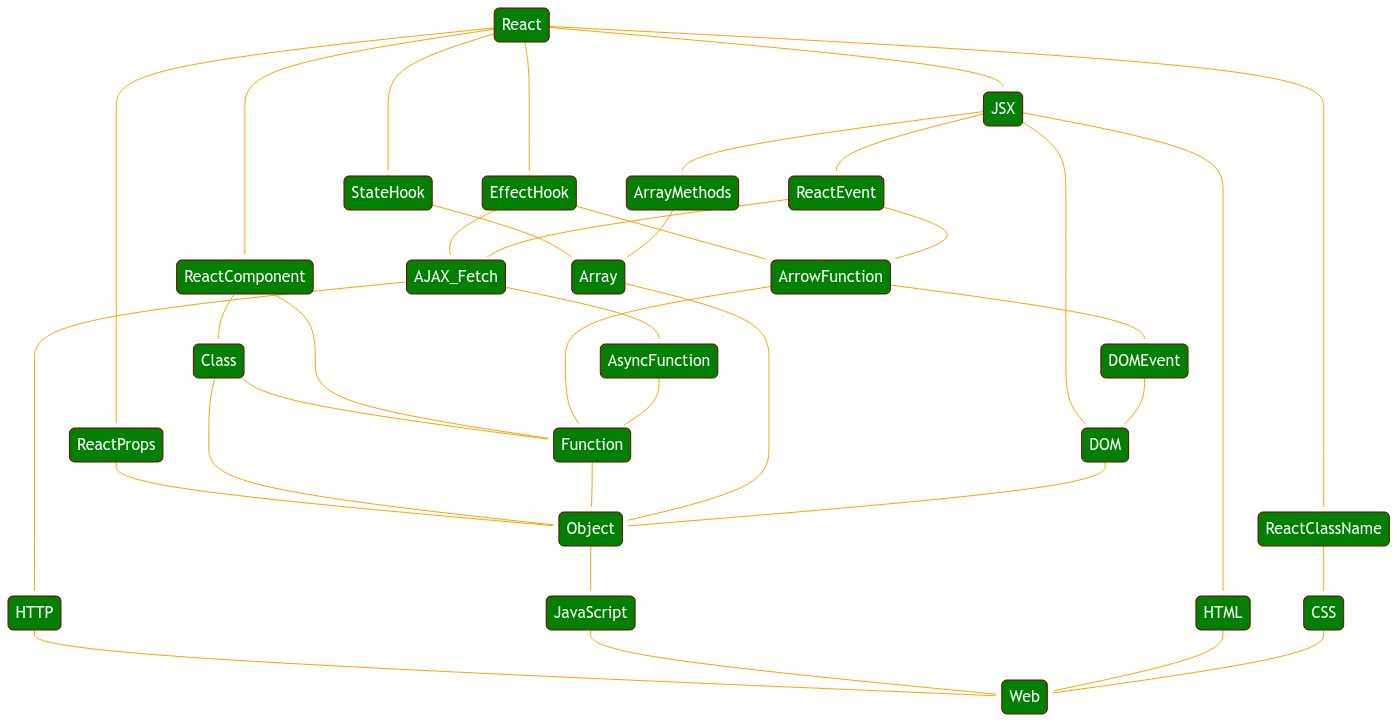 React
JSX
StateHook
EffectHook
ArrayMethods
ReactEvent
ReactComponent
AJAX_Fetch
Array
ArrowFunction
Class
AsyncFunction
DOMEvent
ReactProps
Function
DOM
Object
ReactClassName
HTTP
JavaScript
HTML
CSS
Web